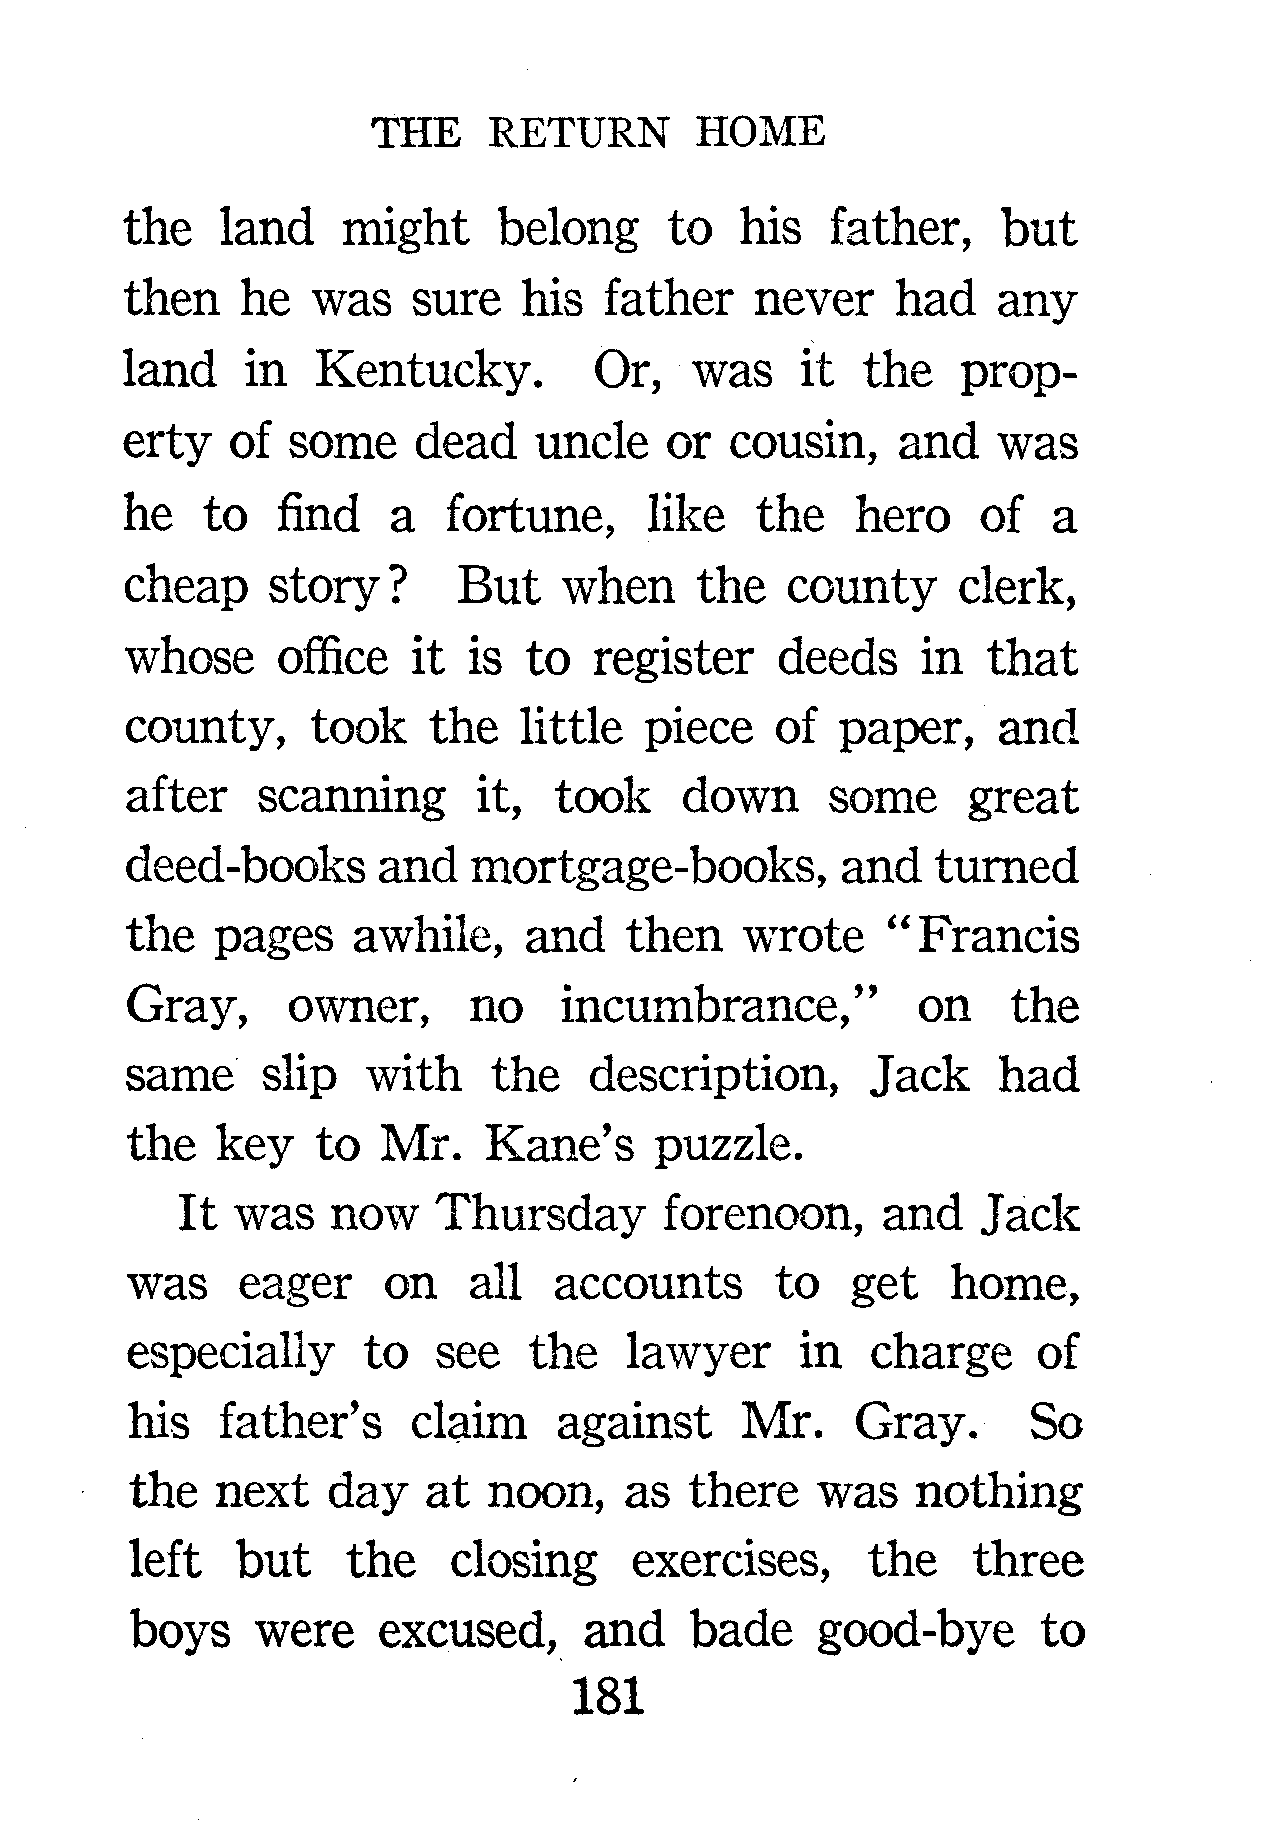 THE RETURN HOME
the land might belong to his father, but
then he was sure his father never had any
land in Kentucky. Or, was it the prop-
erty of some dead uncle or cousin, and was
he to find a fortune, like the hero of a
cheap story? But when the county clerk,
whose office it is to register deeds in that
county, took the little piece of paper, and
after scanning it, took down some great
deed-books and mortgage-books, and turned
the pages awhile, and then wrote "Francis
Gray, owner, no incumbrance," on the
same slip with the description, Jack had
the key to Mr. Kane's puzzle.
It was now Thursday forenoon, and Jack
was eager on all accounts to get home,
especially to see the lawyer in charge of
his father's claim against Mr. Gray. So
the next day at noon, as there was nothing
left but the closing exercises, the three
boys were excused, and bade good-bye to
181